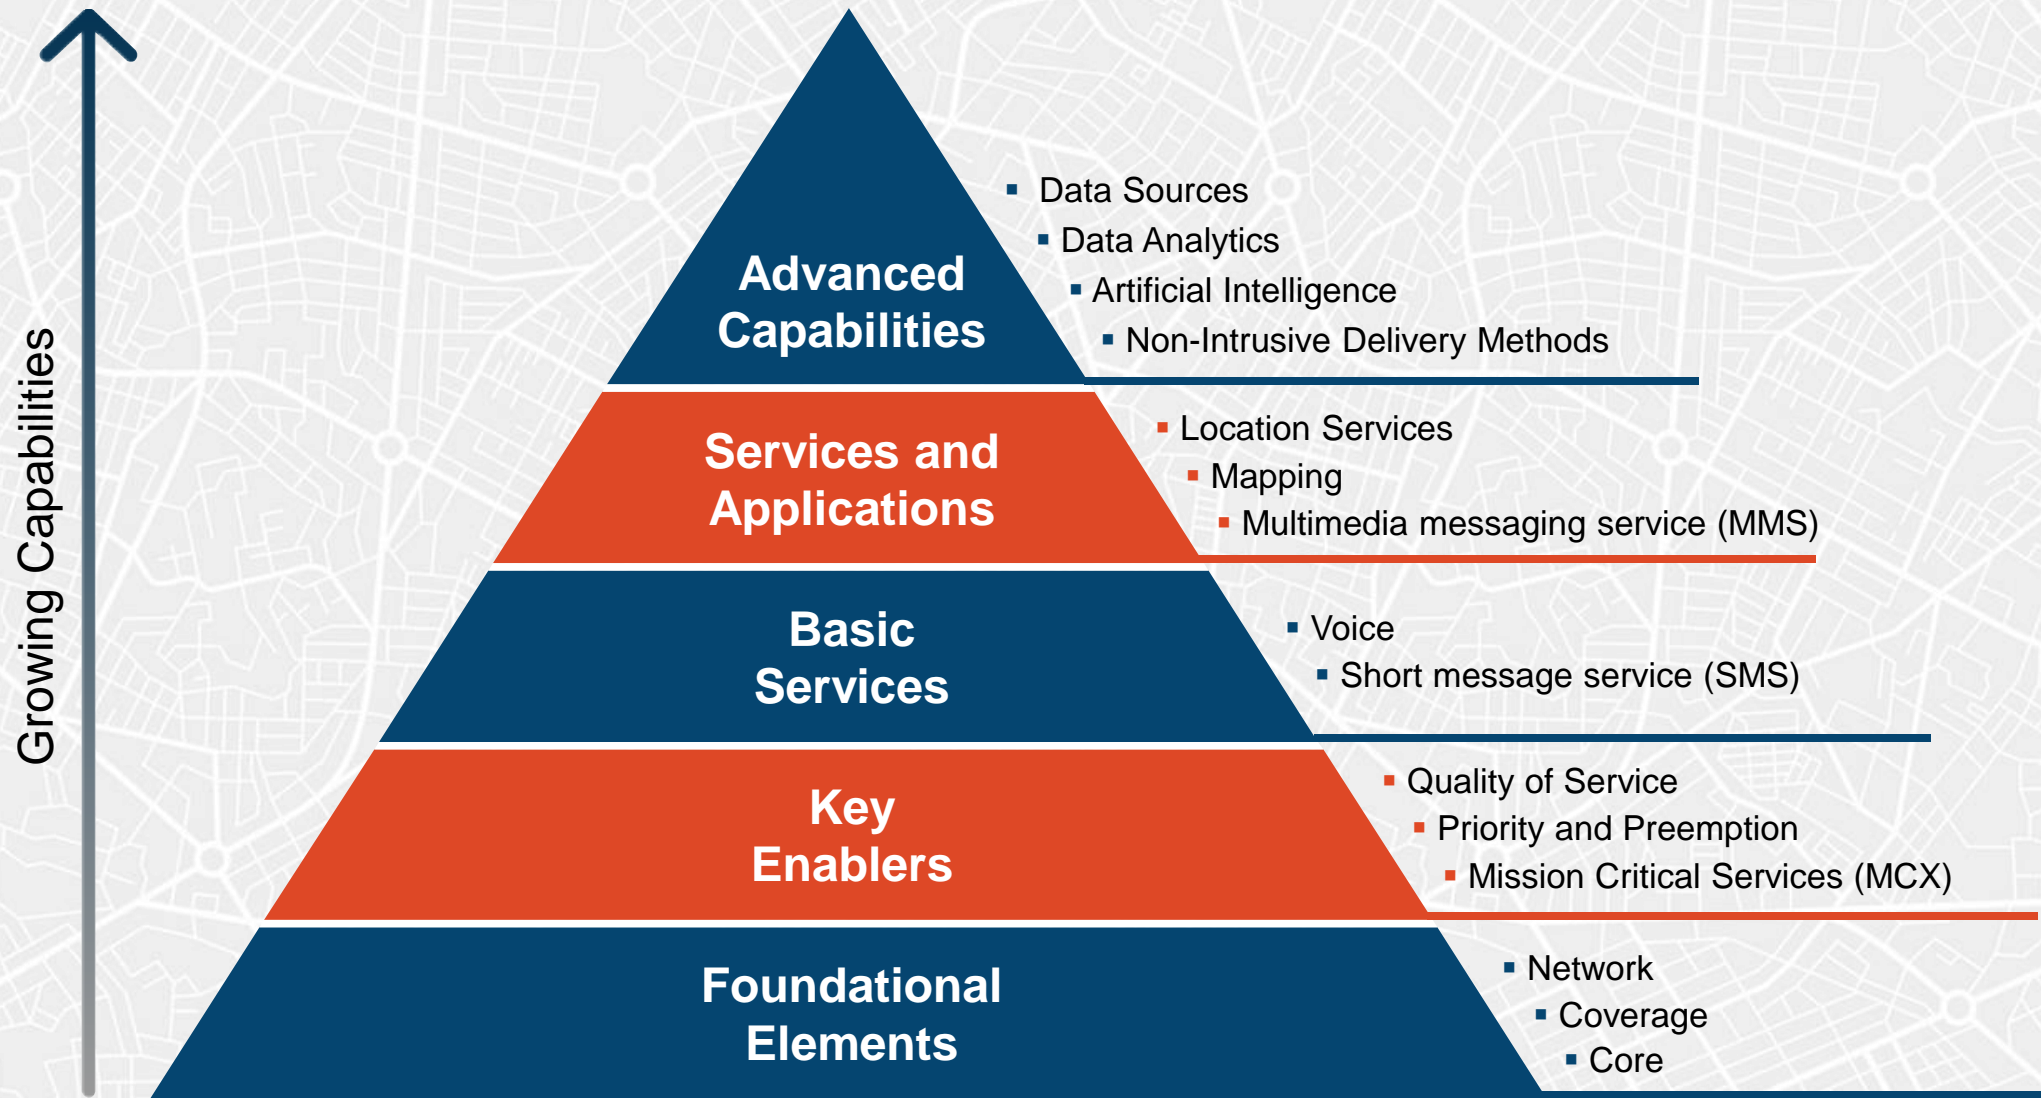 Growing Capabilities
Advanced
Capabilities
Data Sources
Data Analytics
Artificial Intelligence
Non-Intrusive Delivery Methods
Services and
Applications
Location Services
Mapping
Multimedia messaging service (MMS)
Basic
Services
Voice
Short message service (SMS)
Key
Enablers
Quality of Service
Priority and Preemption
Mission Critical Services (MCX)
Foundational
Elements
Network
Coverage
Core